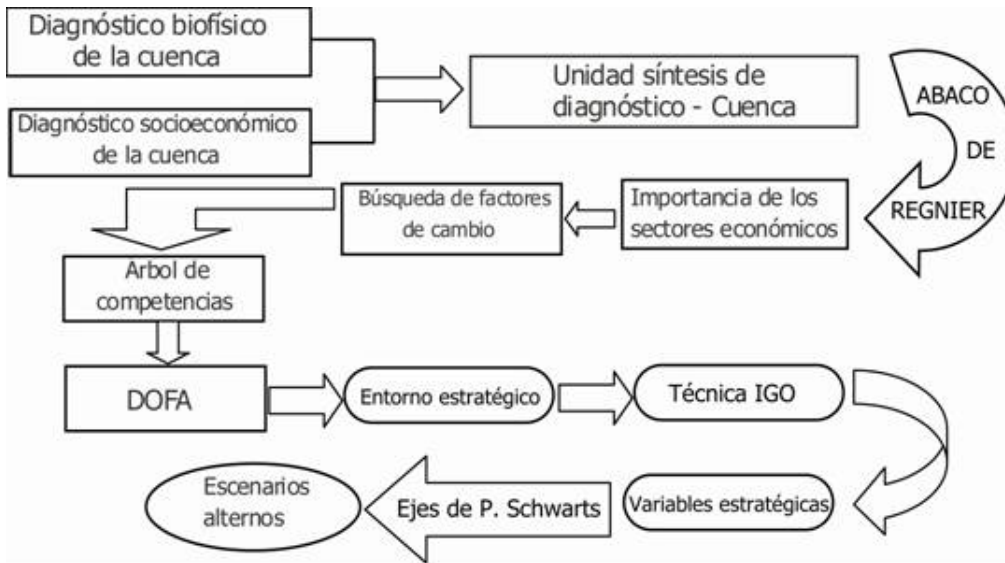 Diagnóstico biofísico
de la cuenca
Diagnóstico socioeconómico
de la cuenca
Unidad síntesis de
diagnóstico - Cuenca
ABACO
DE
REGNIER
Importancia de los
sectores económicos
Búsqueda de factores
de cambio
Arbol de
competencias
DOFA
Entorno estratégico
Técnica IGO
Variables estratégicas
Ejes de P. Schwarts
Escenarios
alternos